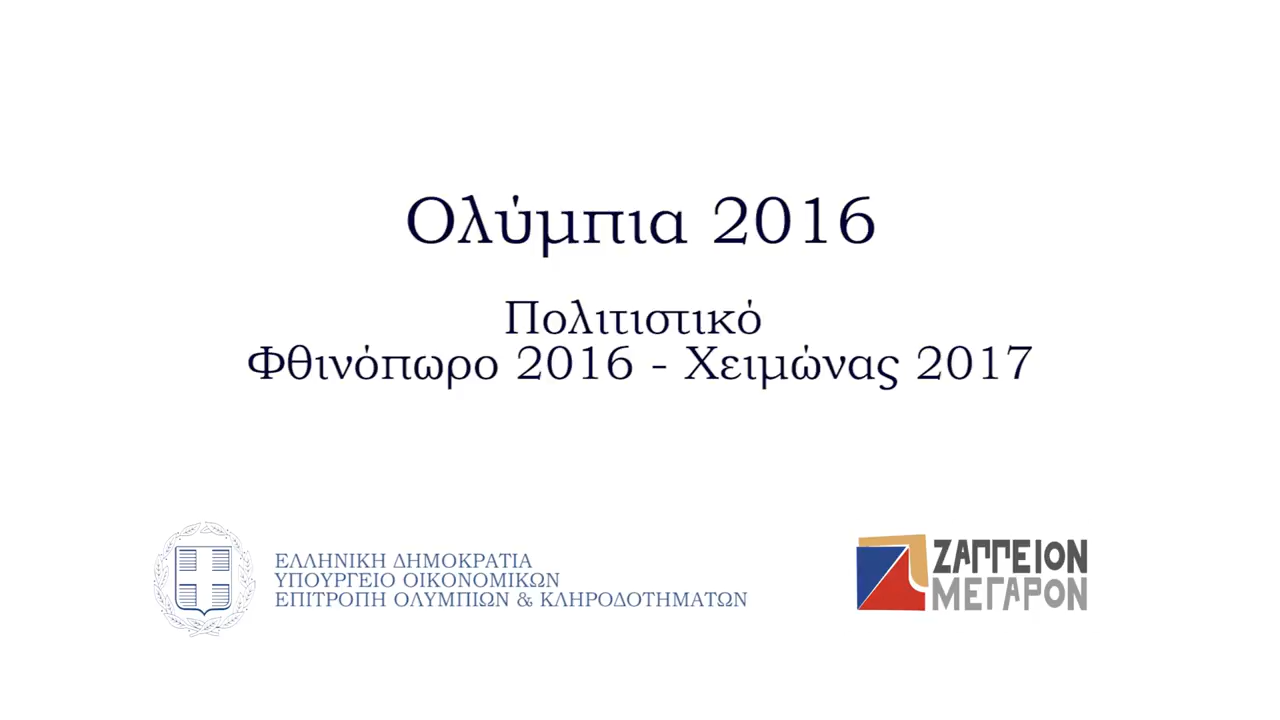 Ολύμπια 2016
Πολιτιστικό
Φθινόπωρο 2016 - Χειμώνας 2017
ΕΛΛΗΝΙΚΗ ΔΗΜΟΚΡΑΤΙΑ
ΥΠΟΥΡΓΕΙΟ ΟΙΚΟΝΟΜΙΚΩΝ
ΕΠΙΤΡΟΠΗ ΟΛΥΜΠΙΩΝ & ΚΛΗΡΟΔΟΤΗΜΑΤΩΝ
ΖΑΠΠΕΙΟΝ
ΜΕΓΑΡΟΝ